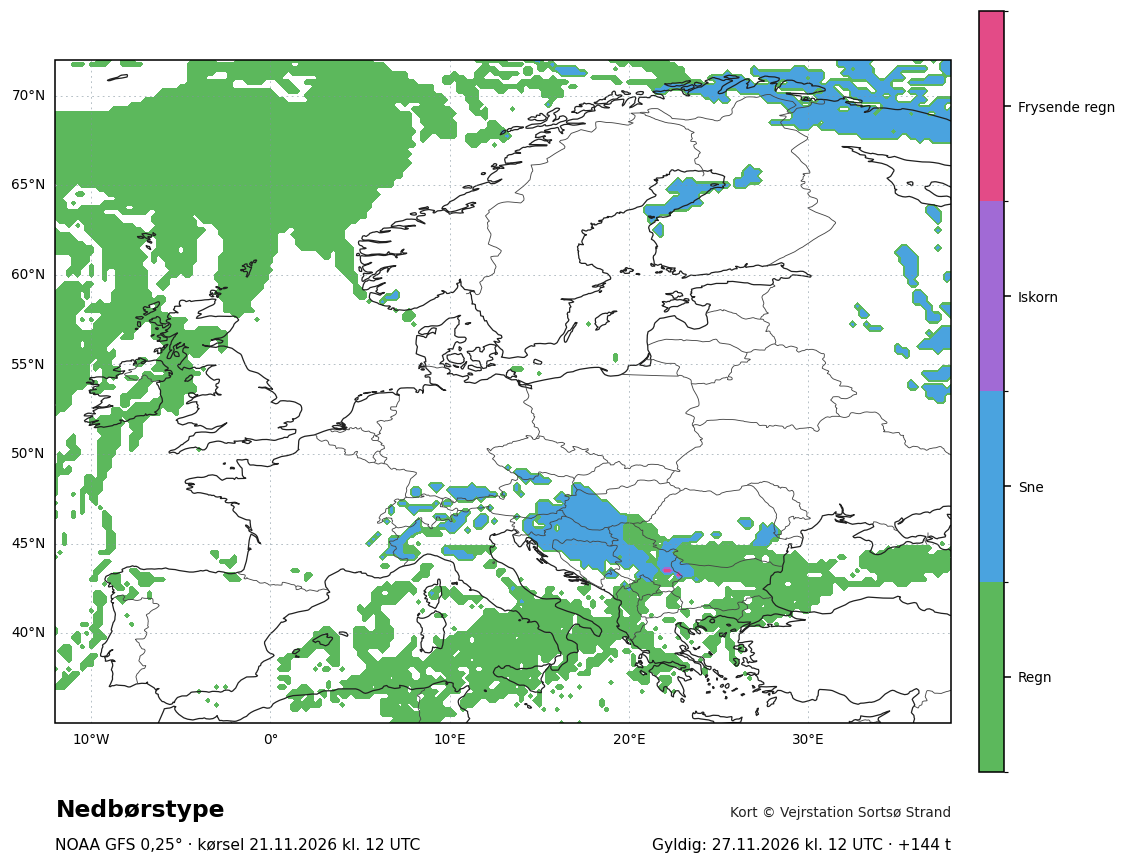 70°N
65°N
60°N
55°N
50°N
45°N
40°N
10°W
0°
10°E
20°E
30°E
Frysende regn
Iskorn
Sne
Regn
Nedbørstype
Kort © Vejrstation Sortsø Strand
NOAA GFS 0,25° · kørsel 21.11.2026 kl. 12 UTC
Gyldig: 27.11.2026 kl. 12 UTC · +144 t